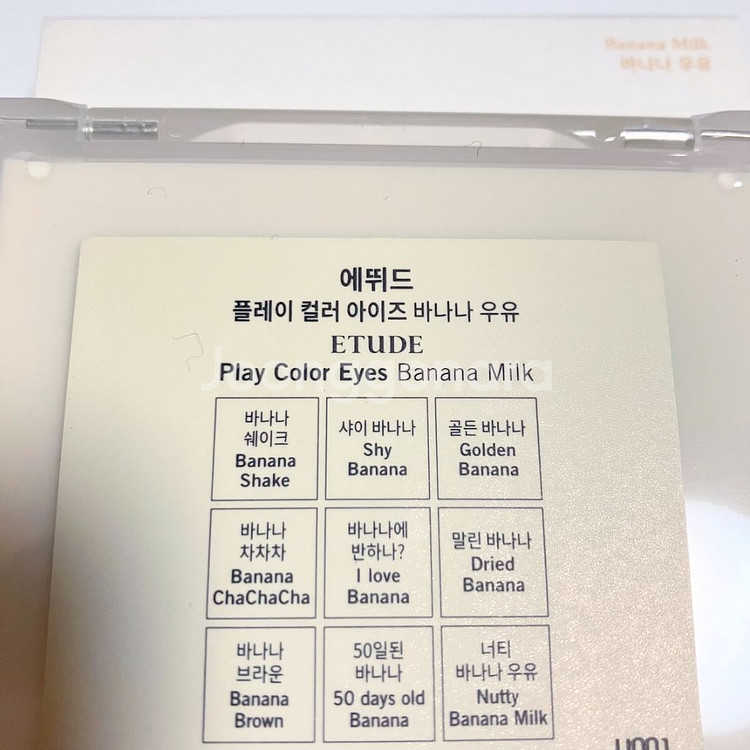 Banana Milk
바나나 우유
에뛰드
플레이 컬러 아이즈 바나나 우유
ETUDE
Play Color Eyes Banana Milk
Joonggonara
바나나
쉐이크
Banana
Shake
샤이 바나나
Shy
Banana
골든 바나나
Golden
Banana
바나나
차차차
Banana
ChaChaCha
바나나에
반하나?
I love
Banana
말린 바나나
Dried
Banana
바나나
브라운
Banana
Brown
50일된
바나나
50 days old
Banana
너티
바나나 우유
Nutty
Banana Milk